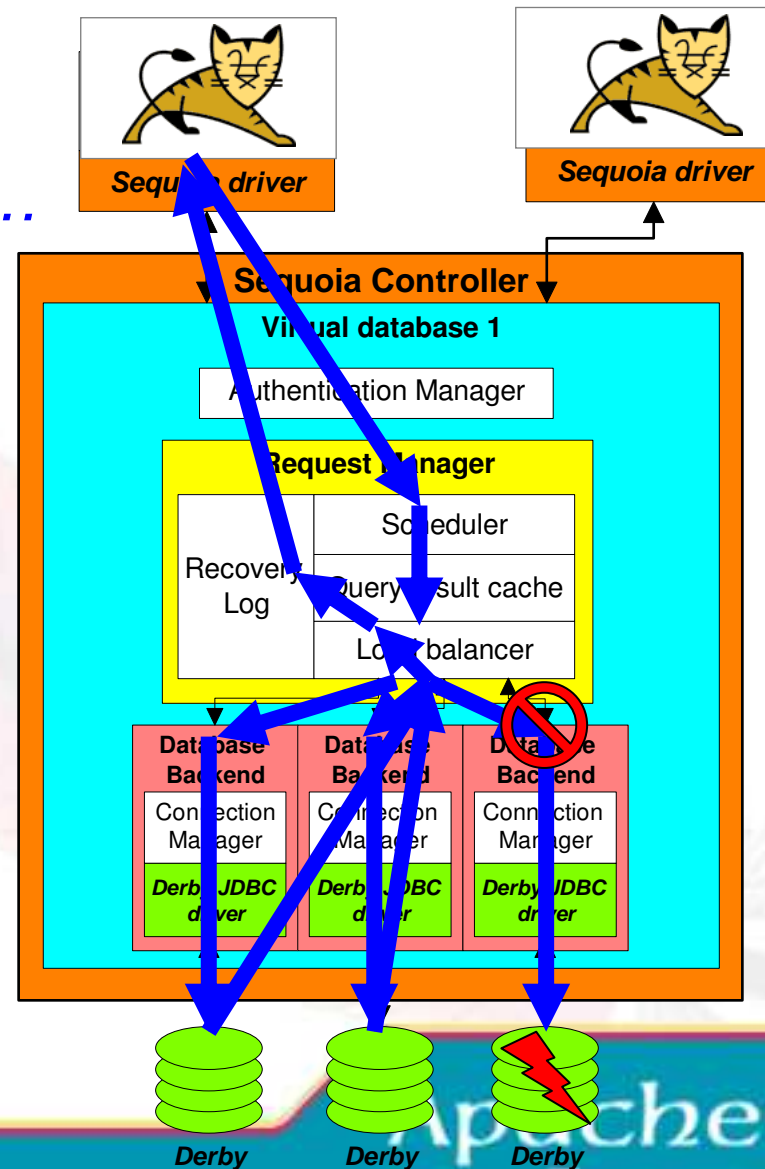 Sequoia driver
Sequoia driver
..
Sequoia Controller
Virtual database 1
Authentication Manager
Request Manager
Recovery
Log
Scheduler
Query result cache
Load balancer
Database
Backend
Connection
Manager
Derby JDBC
driver
Database
Backend
Connection
Manager
Derby JDBC
driver
Database
Backend
Connection
Manager
Derby JDBC
driver
Apache
Derby
Derby
Derby